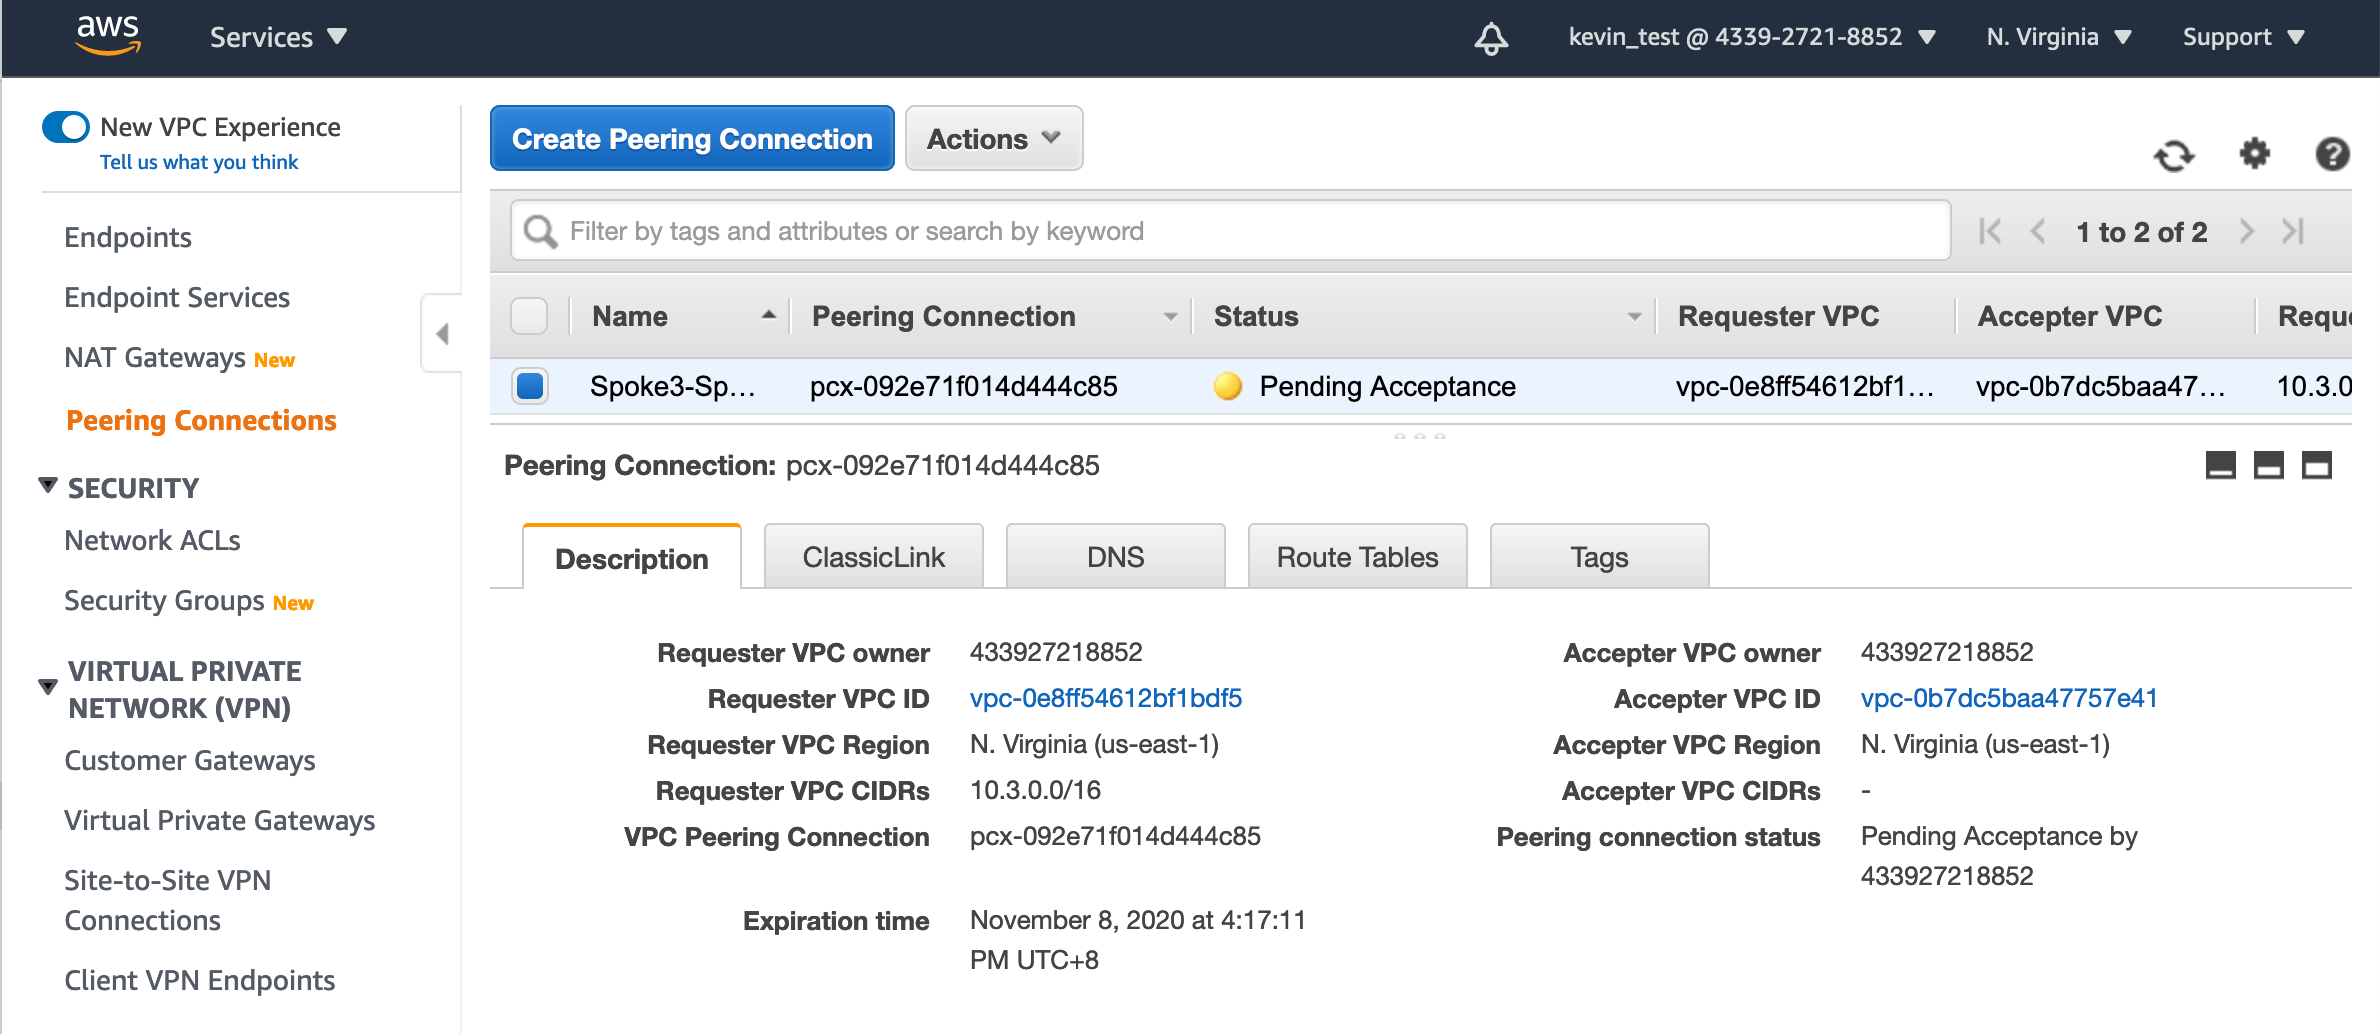 aws
Services
kevin_test @ 4339-2721-8852
N. Virginia
Support
New VPC Experience
Tell us what you think
Endpoints
Endpoint Services
NAT Gateways New
Peering Connections
SECURITY
Network ACLs
Security Groups New
VIRTUAL PRIVATE
NETWORK (VPN)
Customer Gateways
Virtual Private Gateways
Site-to-Site VPN
Connections
Client VPN Endpoints
Create Peering Connection
Actions
Filter by tags and attributes or search by keyword
1 to 2 of 2
Name
Peering Connection
Status
Requester VPC
Accepter VPC
Spoke3-Sp…
pcx-092e71f014d444c85
Pending Acceptance
vpc-0e8ff54612bf1…
vpc-0b7dc5baa47…
10.3.0
Peering Connection: pcx-092e71f014d444c85
Description
ClassicLink
DNS
Route Tables
Tags
Requester VPC owner 433927218852
Requester VPC ID vpc-0e8ff54612bf1bdf5
Requester VPC Region N. Virginia (us-east-1)
Requester VPC CIDRs 10.3.0.0/16
VPC Peering Connection pcx-092e71f014d444c85
Expiration time November 8, 2020 at 4:17:11
PM UTC+8
Accepter VPC owner 433927218852
Accepter VPC ID vpc-0b7dc5baa47757e41
Accepter VPC Region N. Virginia (us-east-1)
Accepter VPC CIDRs -
Peering connection status Pending Acceptance by
433927218852